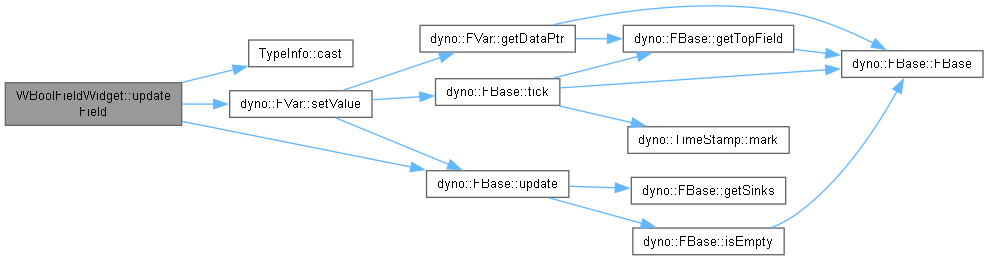 WBoolFieldWidget::update
Field
TypeInfo::cast
dyno::FVar::setValue
dyno::FVar::getDataPtr
dyno::FBase::tick
dyno::FBase::update
dyno::FBase::getTopField
dyno::TimeStamp::mark
dyno::FBase::getSinks
dyno::FBase::isEmpty
dyno::FBase::FBase